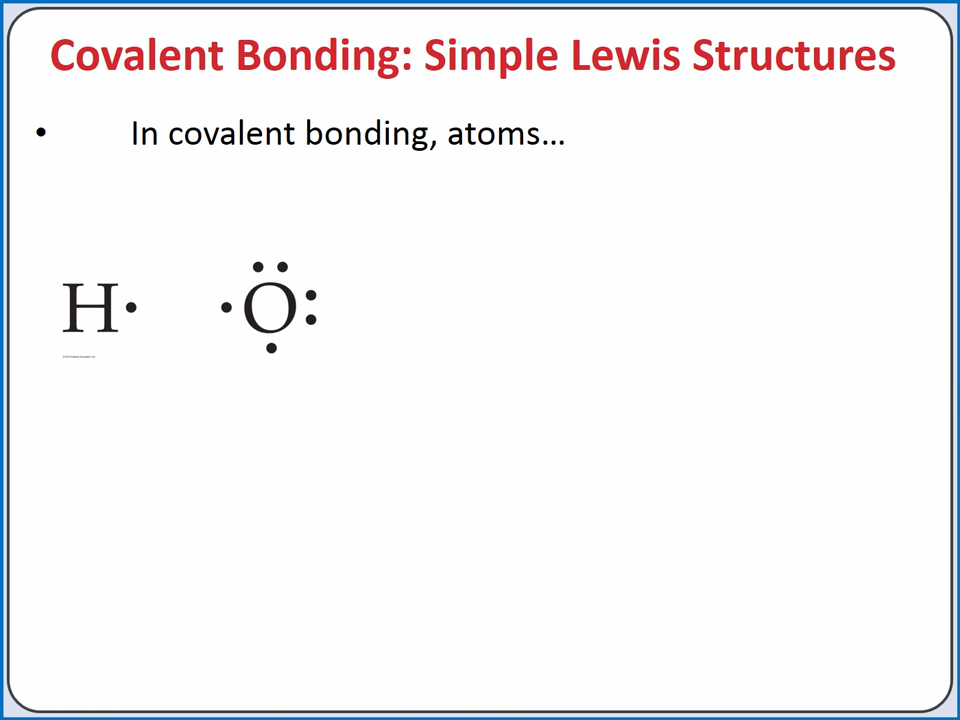 Covalent Bonding: Simple Lewis Structures
• In covalent bonding, atoms…
H· ·O: